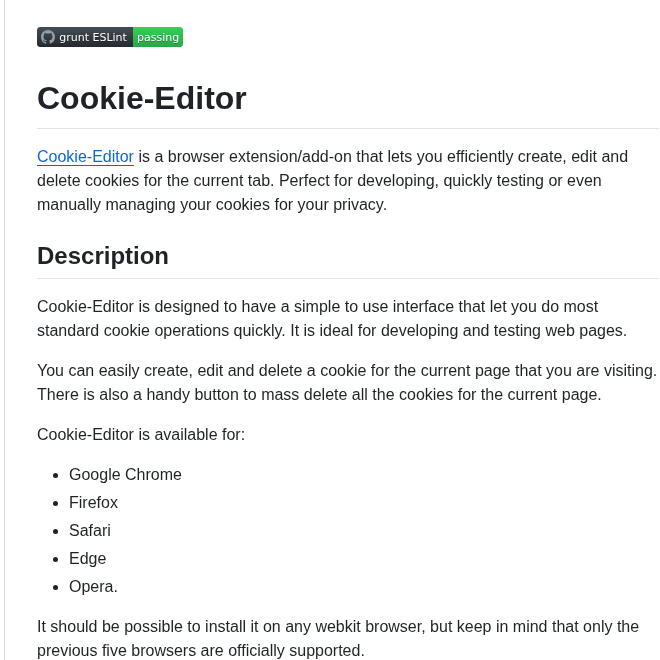 grunt ESLint passing
Cookie-Editor
Cookie-Editor is a browser extension/add-on that lets you efficiently create, edit and
delete cookies for the current tab. Perfect for developing, quickly testing or even
manually managing your cookies for your privacy.
Description
Cookie-Editor is designed to have a simple to use interface that let you do most
standard cookie operations quickly. It is ideal for developing and testing web pages.
You can easily create, edit and delete a cookie for the current page that you are visiting.
There is also a handy button to mass delete all the cookies for the current page.
Cookie-Editor is available for:
• Google Chrome
• Firefox
• Safari
• Edge
• Opera.
It should be possible to install it on any webkit browser, but keep in mind that only the
previous five browsers are officially supported.